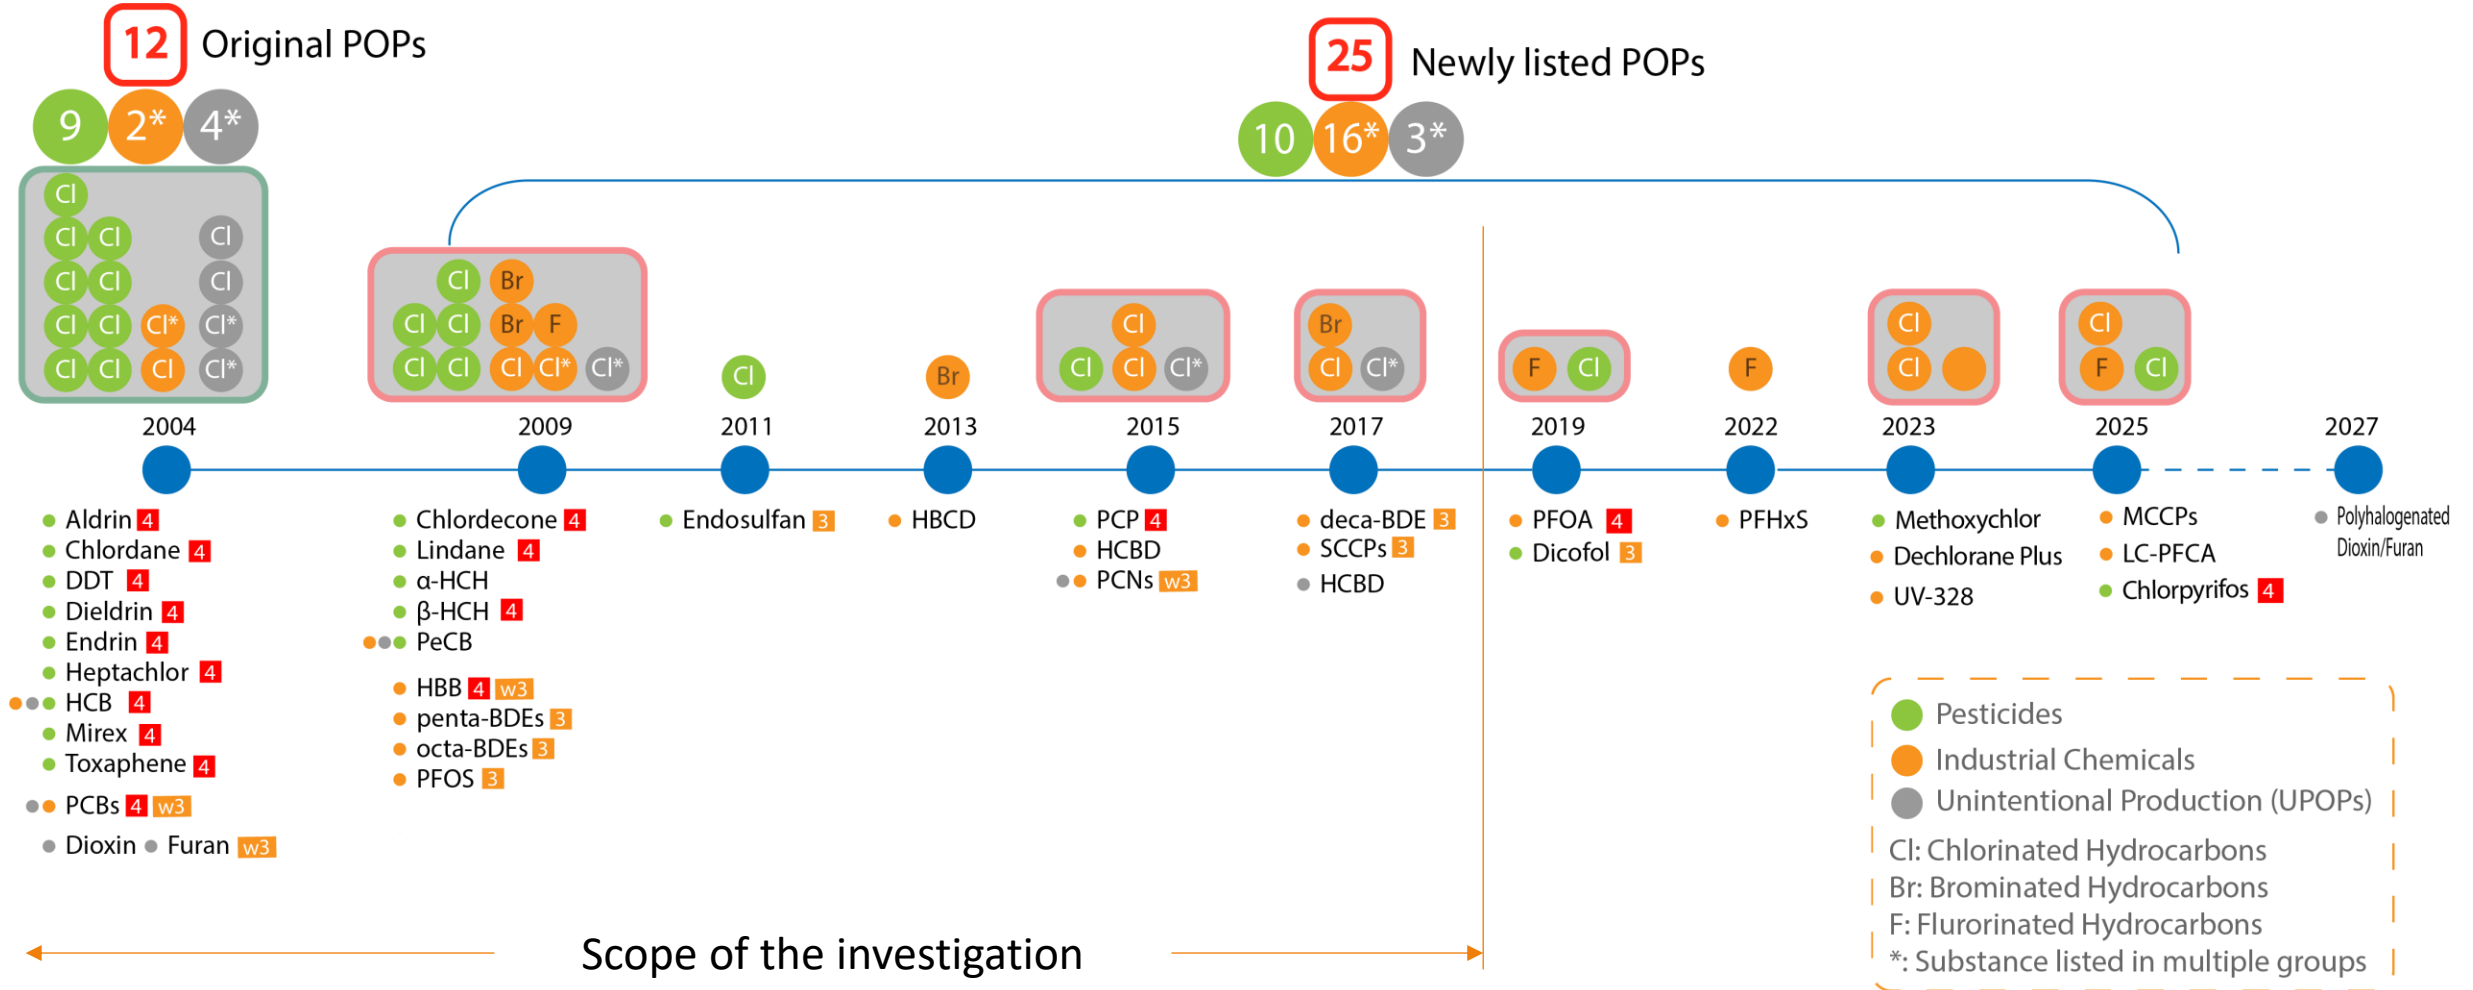 12 Original POPs
9 2* 4*
25 Newly listed POPs
10 16* 3*
Cl
Cl Cl Cl
Cl Cl Cl
Cl Cl Cl* Cl*
Cl Cl Cl Cl*
2004
Aldrin 4
Chlordane 4
DDT 4
Dieldrin 4
Endrin 4
Heptachlor 4
HCB 4
Mirex 4
Toxaphene 4
PCBs 4 w3
Dioxin Furan w3
Cl Br
Cl Cl Br F
Cl Cl Cl Cl* Cl*
2009
Chlordecone 4
Lindane 4
α-HCH
β-HCH 4
PeCB
HBB 4 w3
penta-BDEs 3
octa-BDEs 3
PFOS 3
Cl
2011
Endosulfan 3
Br
2013
HBCD
Cl
Cl Cl Cl*
2015
PCP 4
HCBD
PCNs w3
Br
Cl Cl*
2017
deca-BDE 3
SCCPs 3
HCBD
F Cl
2019
PFOA 4
Dicofol 3
F
2022
PFHxS
Cl
Cl
2023
Methoxychlor
Dechlorane Plus
UV-328
Cl
F Cl
2025
MCCPs
LC-PFCA
Chlorpyrifos 4
2027
Polyhalogenated
Dioxin/Furan
Pesticides
Industrial Chemicals
Unintentional Production (UPOPs)
Cl: Chlorinated Hydrocarbons
Br: Brominated Hydrocarbons
F: Flurorinated Hydrocarbons
*: Substance listed in multiple groups
Scope of the investigation